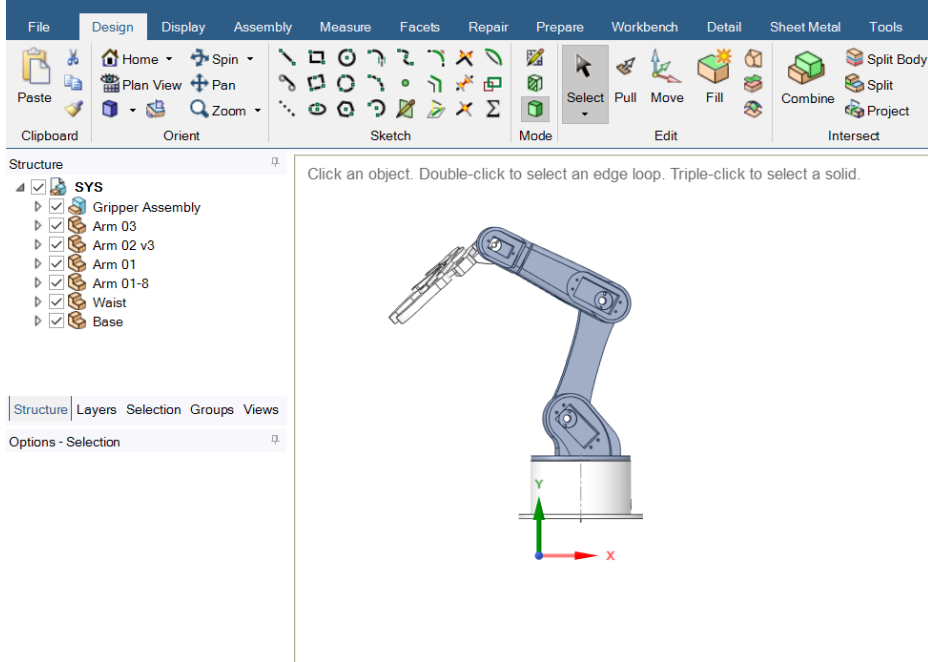 File Design Display Assembly Measure Facets Repair Prepare Workbench Detail Sheet Metal Tools
Home Spin Split Body
Plan View Pan Split
Paste Select Pull Move Fill Combine
Zoom Project
Clipboard Orient Sketch Mode Edit Intersect
Structure
Click an object. Double-click to select an edge loop. Triple-click to select a solid.
SYS
Gripper Assembly
Arm 03
Arm 02 v3
Arm 01
Arm 01-8
Waist
Base
Structure Layers Selection Groups Views
Options - Selection
Y
X